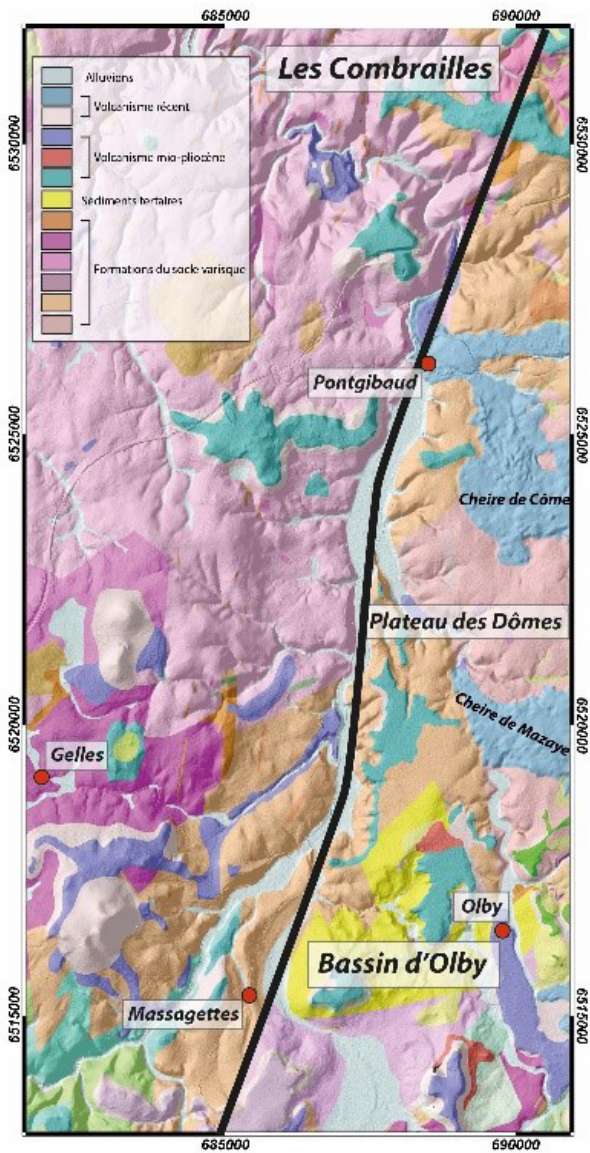 685000
690000
Les Combrailles
Alluvions
Volcanisme récent
Volcanisme mio-pliocène
Sédiments tertaires
Formations du socle varisque
6530000
6530000
Pontgibaud
6525000
6525000
Cheire de Côme
Plateau des Dômes
Cheire de Mazaye
6520000
6520000
Gelles
Olby
Bassin d'Olby
Massagettes
6515000
6515000
685000
690000